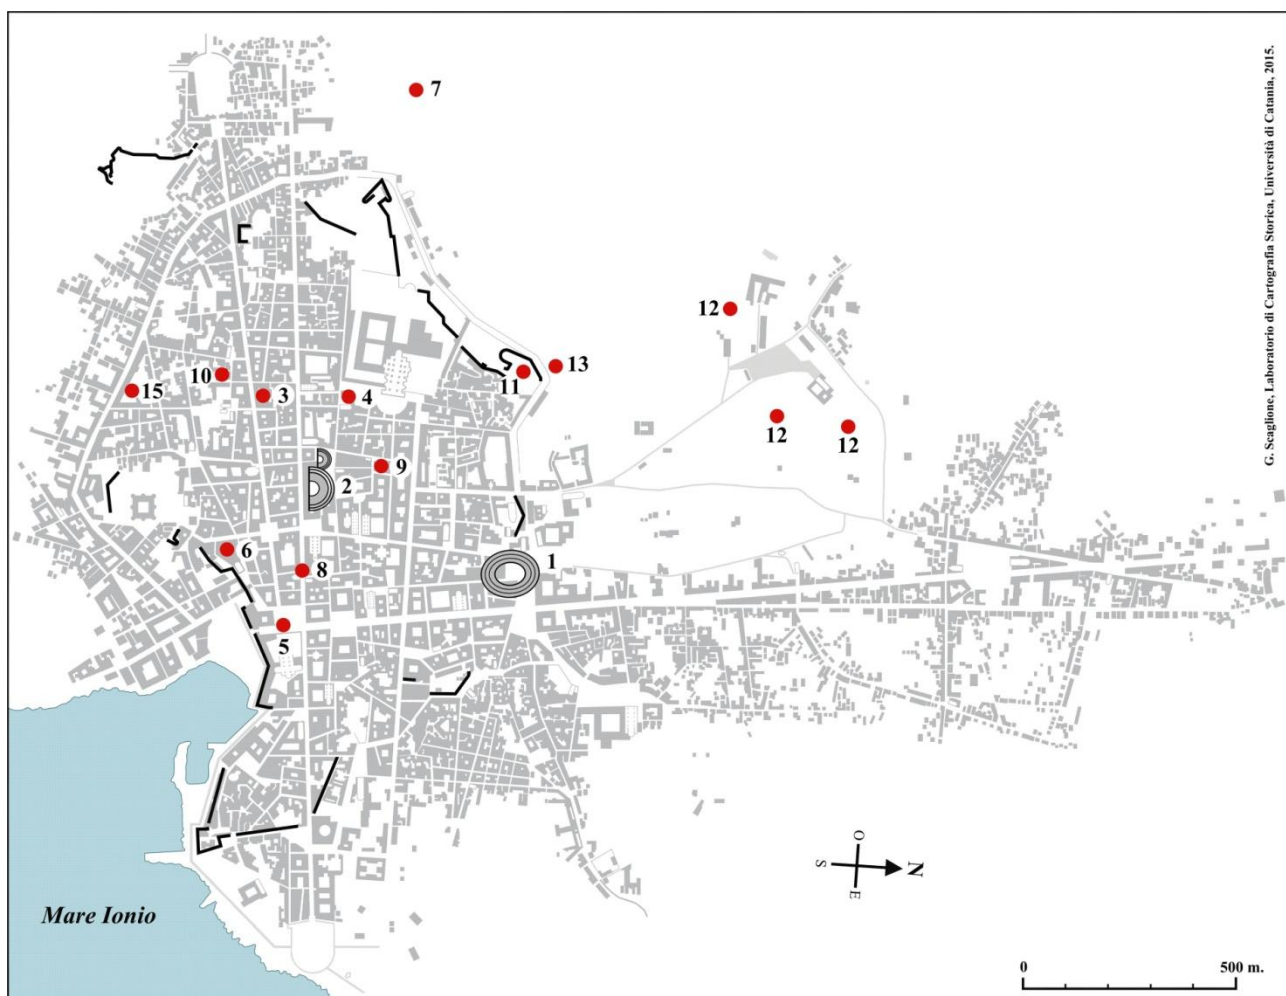 G. Scaglione, Laboratorio di Cartografia Storica, Università di Catania, 2015.
7
12
13
11
10
15
3
4
12
12
9
2
6
1
8
5
O
S
N
E
Mare Ionio
0
500 m.